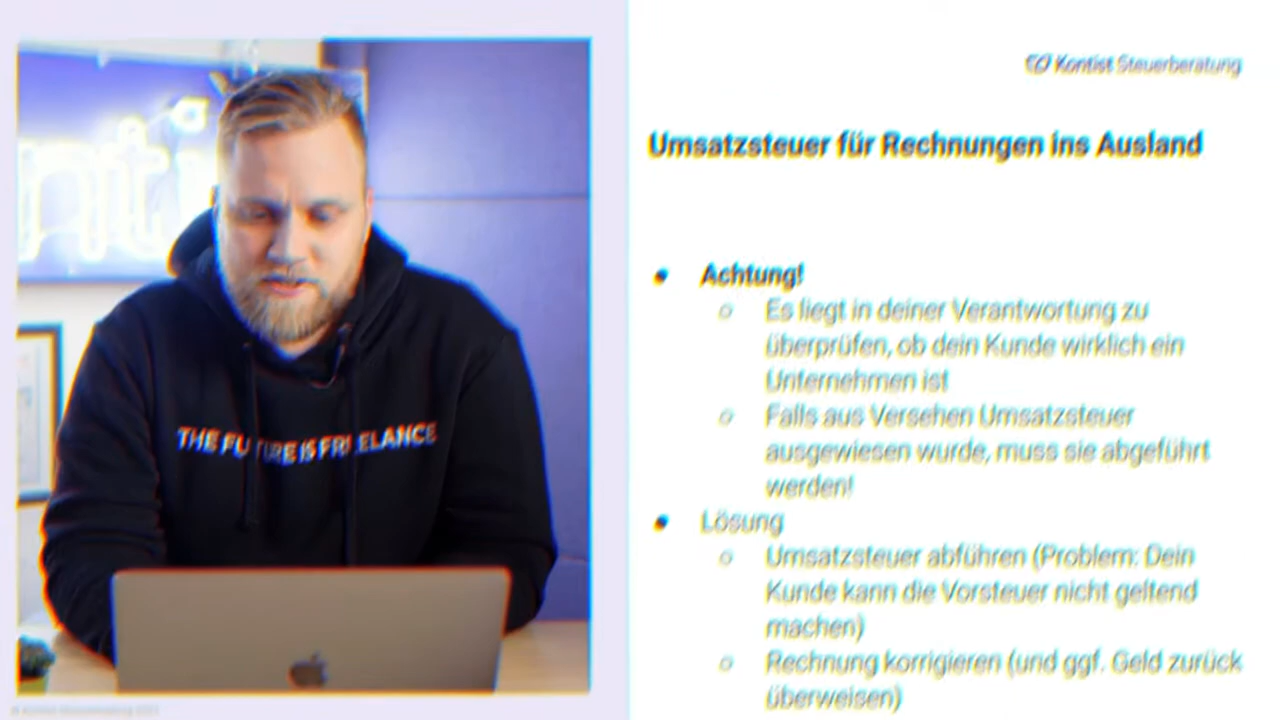 Kontist Steuerberatung
Umsatzsteuer für Rechnungen ins Ausland
Achtung!
Es liegt in deiner Verantwortung zu
überprüfen, ob dein Kunde wirklich ein
Unternehmen ist
Falls aus Versehen Umsatzsteuer
ausgewiesen wurde, muss sie abgeführt
werden!
Lösung
Umsatzsteuer abführen (Problem: Dein
Kunde kann die Vorsteuer nicht geltend
machen)
Rechnung korrigieren (und ggf. Geld zurück
überweisen)
THE FUTURE IS FREELANCE